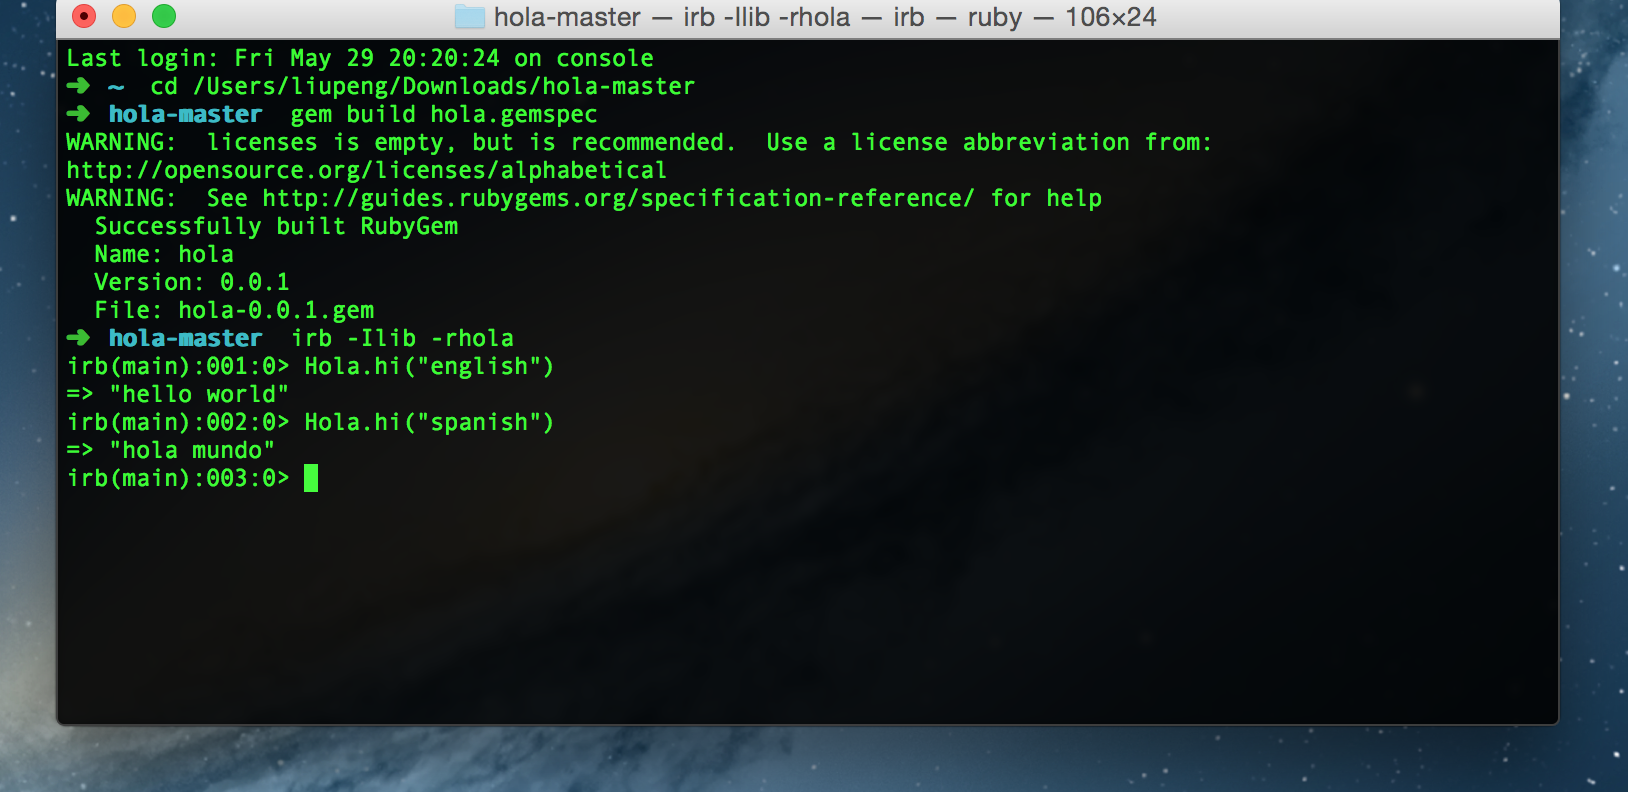 hola-master — irb -Ilib -rhola — irb — ruby — 106×24
Last login: Fri May 29 20:20:24 on console
➜ ~ cd /Users/liupeng/Downloads/hola-master
➜ hola-master gem build hola.gemspec
WARNING:  licenses is empty, but is recommended.  Use a license abbreviation from:
http://opensource.org/licenses/alphabetical
WARNING:  See http://guides.rubygems.org/specification-reference/ for help
  Successfully built RubyGem
  Name: hola
  Version: 0.0.1
  File: hola-0.0.1.gem
➜ hola-master irb -Ilib -rhola
irb(main):001:0> Hola.hi("english")
=> "hello world"
irb(main):002:0> Hola.hi("spanish")
=> "hola mundo"
irb(main):003:0>